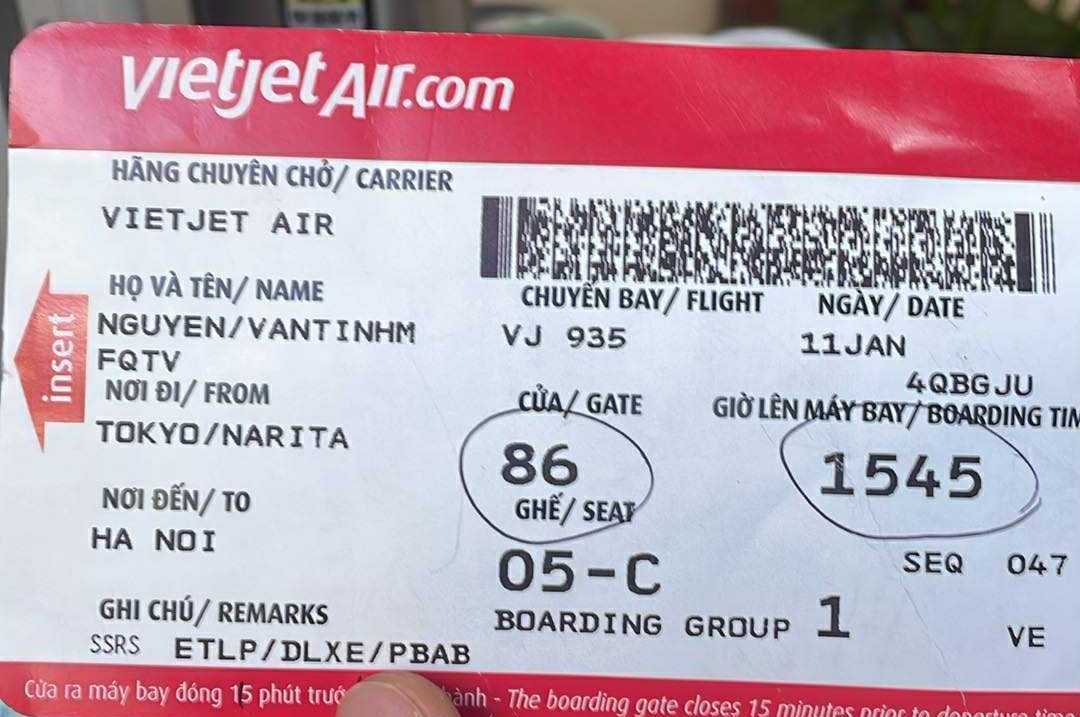 vietjetAir.com
HÃNG CHUYÊN CHỞ/ CARRIER
VIETJET AIR
HỌ VÀ TÊN/ NAME
CHUYẾN BAY/ FLIGHT
NGÀY/ DATE
NGUYEN/VANTINHM
VJ 935
11JAN
FQTV
4QBGJU
insert
NƠI ĐI/ FROM
CỬA/ GATE
GIỜ LÊN MÁY BAY/ BOARDING
TOKYO/NARITA
86
1545
NƠI ĐẾN/ TO
GHẾ/ SEAT
HA NOI
05-C
SEQ 047
GHI CHÚ/ REMARKS
BOARDING GROUP 1
VE
SSRS ETLP/DLXE/PBAB
Cửa ra máy bay đóng 15 phút - The boarding gate closes 15 minutes prior to departure time